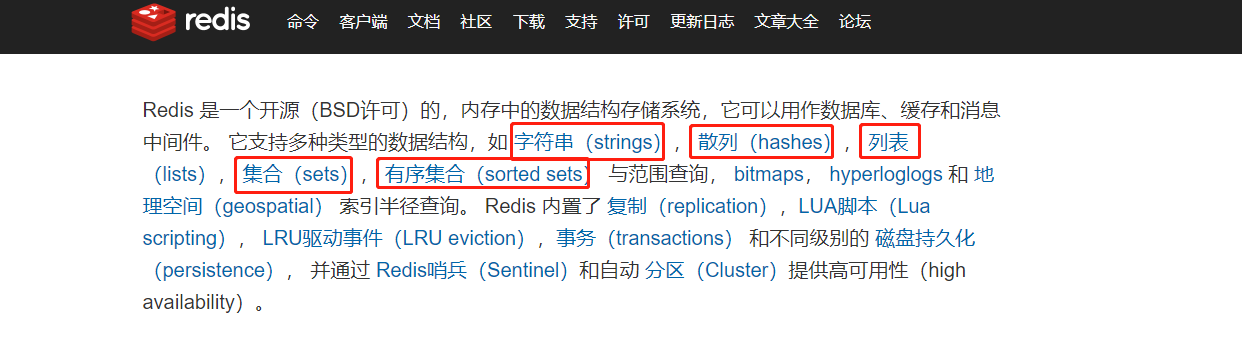 redis 命令 客户端 文档 社区 下载 支持 许可 更新日志 文章大全 论坛
Redis 是一个开源（BSD许可）的，内存中的数据结构存储系统，它可以用作数据库、缓存和消息
中间件。 它支持多种类型的数据结构，如 字符串（strings）， 散列（hashes）， 列表
（lists）， 集合（sets）， 有序集合（sorted sets） 与范围查询， bitmaps， hyperloglogs 和 地
理空间（geospatial） 索引半径查询。 Redis 内置了 复制（replication），LUA脚本（Lua
scripting）， LRU驱动事件（LRU eviction），事务（transactions） 和不同级别的 磁盘持久化
（persistence）， 并通过 Redis哨兵（Sentinel）和自动 分区（Cluster）提供高可用性（high
availability）。